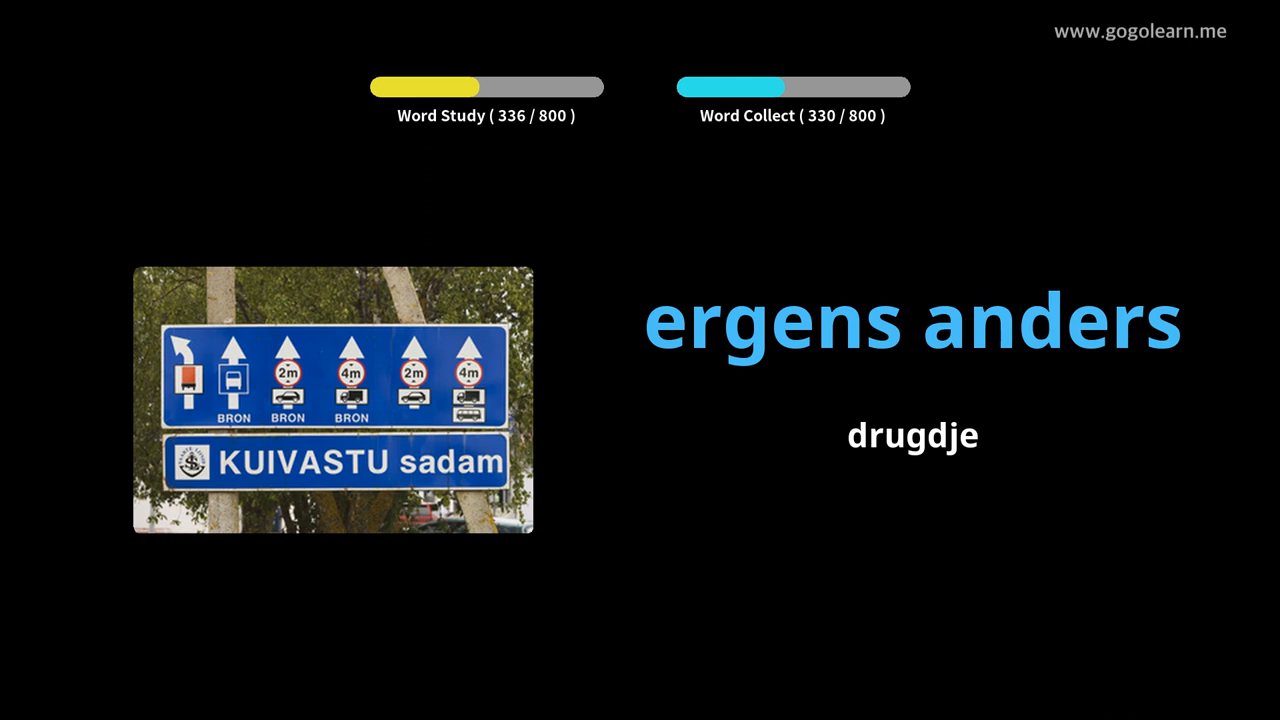 www.gogolearn.me
Word Study ( 336 / 800 )
Word Collect ( 330 / 800 )
2m
4m
2m
4m
BRON
BRON
BRON
KUIVASTU sadam
ergens anders
drugdje